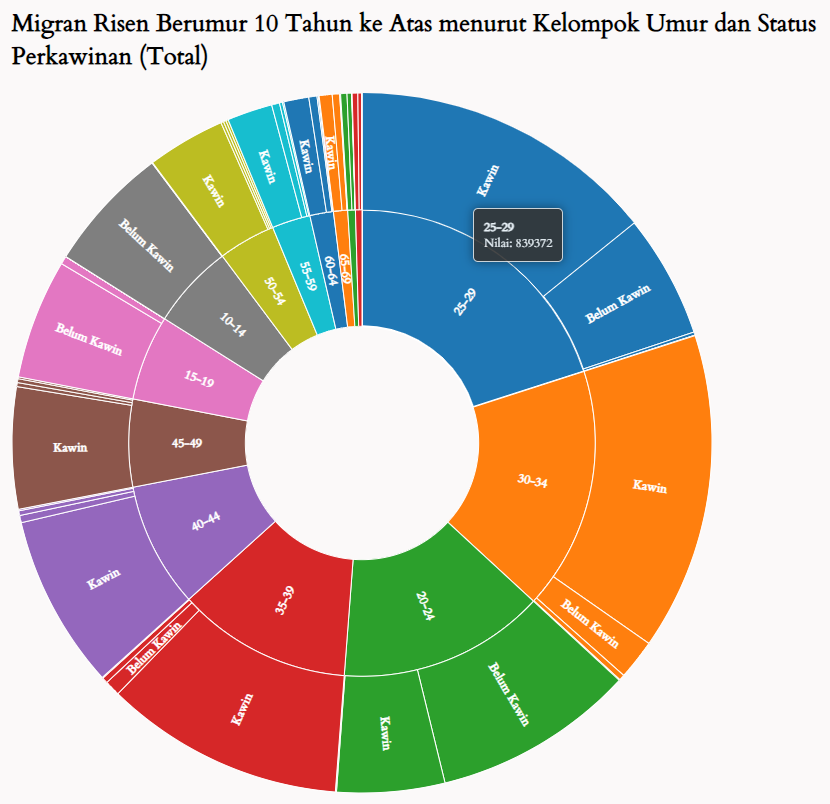 Migran Risen Berumur 10 Tahun ke Atas menurut Kelompok Umur dan Status
Perkawinan (Total)
Kawin
25–29
Nilai: 839372
25–29
Belum Kawin
30–34
Kawin
Belum Kawin
20–24
Belum Kawin
Kawin
35–39
Kawin
Belum Kawin
40–44
Kawin
45–49
Kawin
15–19
Belum Kawin
10–14
Belum Kawin
50–54
Kawin
55–59
Kawin
60–64
Kawin
65–69
Kawin